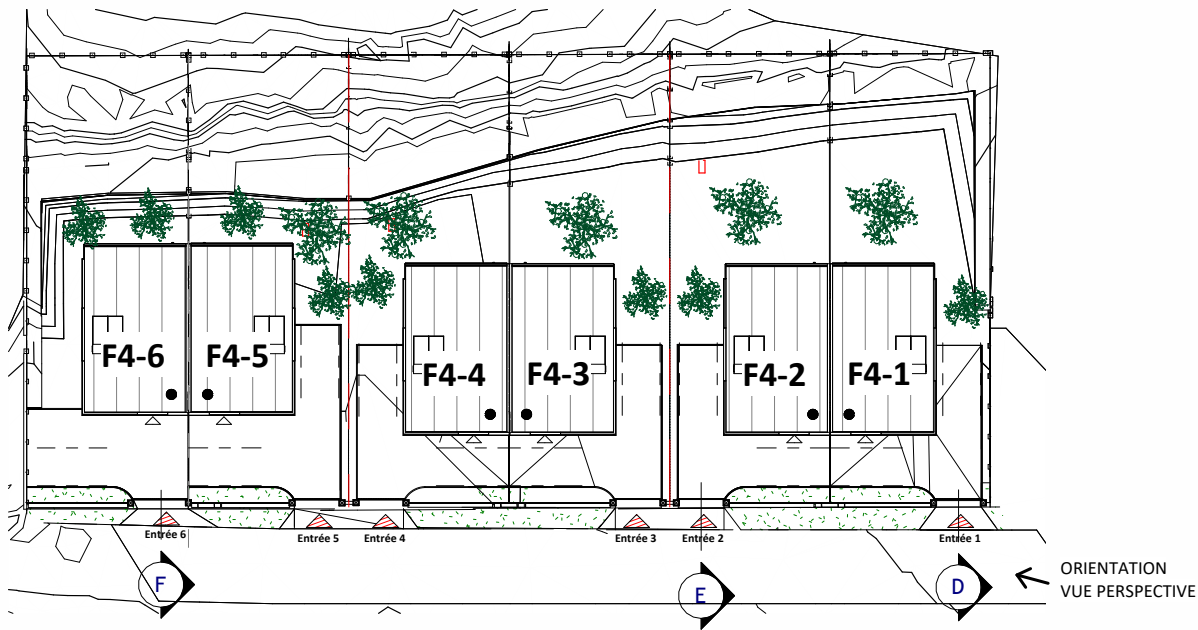 F4-6
F4-5
F4-4
F4-3
F4-2
F4-1
Entrée 6
Entrée 5
Entrée 4
Entrée 3
Entrée 2
Entrée 1
F
E
D
ORIENTATION
VUE PERSPECTIVE